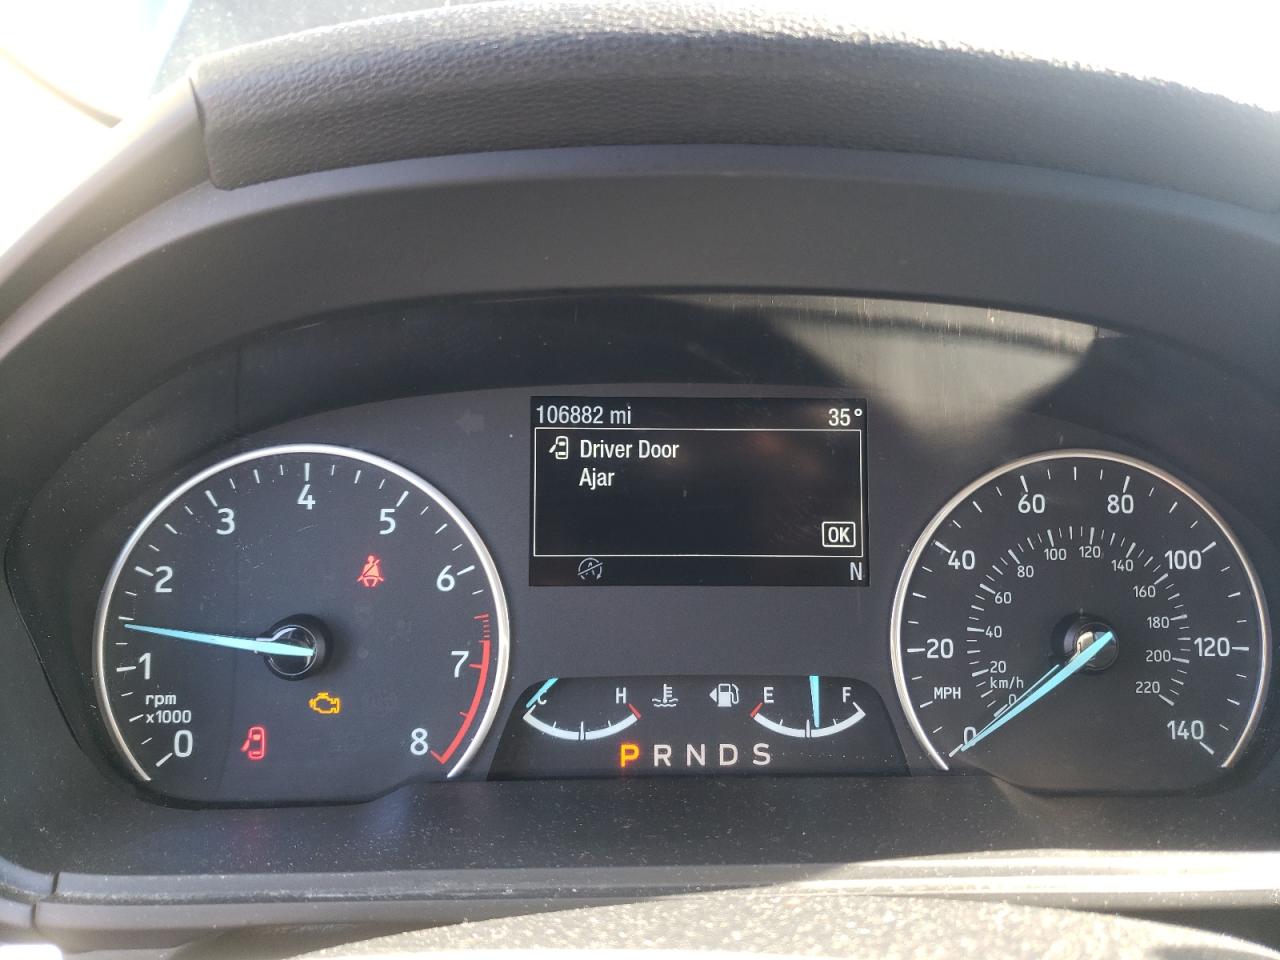 106882 mi 35°
Driver Door
Ajar
OK
N
0 1 2 3 4 5 6 7 8
rpm
x1000
C H E F
P R N D S
0 20 40 60 80 100 120 140
MPH
km/h
0 20 40 60 80 100 120 140 160 180 200 220
A